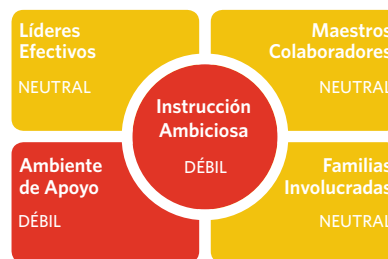 Líderes
Efectivos
NEUTRAL
Maestros
Colaboradores
NEUTRAL
Instrucción
Ambiciosa
DÉBIL
Ambiente
de Apoyo
DÉBIL
Familias
Involucradas
NEUTRAL